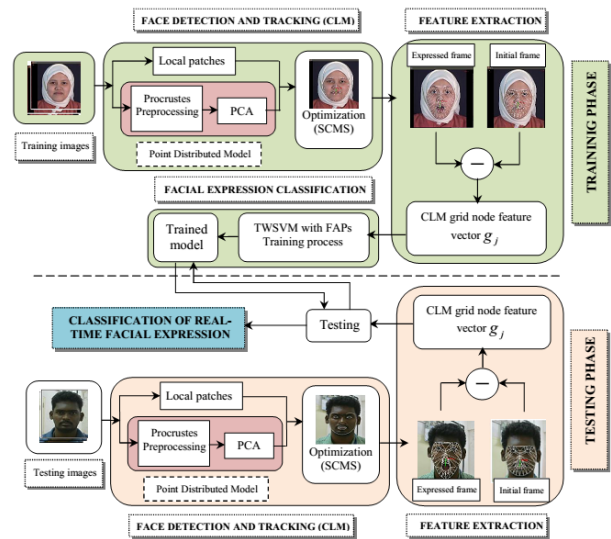 FACE DETECTION AND TRACKING (CLM)
FEATURE EXTRACTION
Local patches
Procrustes
Preprocessing
PCA
Point Distributed Model
Optimization
(SCMS)
Training images
Expressed frame
Initial frame
CLM grid node feature
vector g_j
TRAINING PHASE
FACIAL EXPRESSION CLASSIFICATION
Trained
model
TWSVM with FAPs
Training process
CLASSIFICATION OF REAL-
TIME FACIAL EXPRESSION
Testing
CLM grid node feature
vector g_j
TESTING PHASE
Local patches
Procrustes
Preprocessing
PCA
Point Distributed Model
Optimization
(SCMS)
Testing images
Expressed frame
Initial frame
FACE DETECTION AND TRACKING (CLM)
FEATURE EXTRACTION